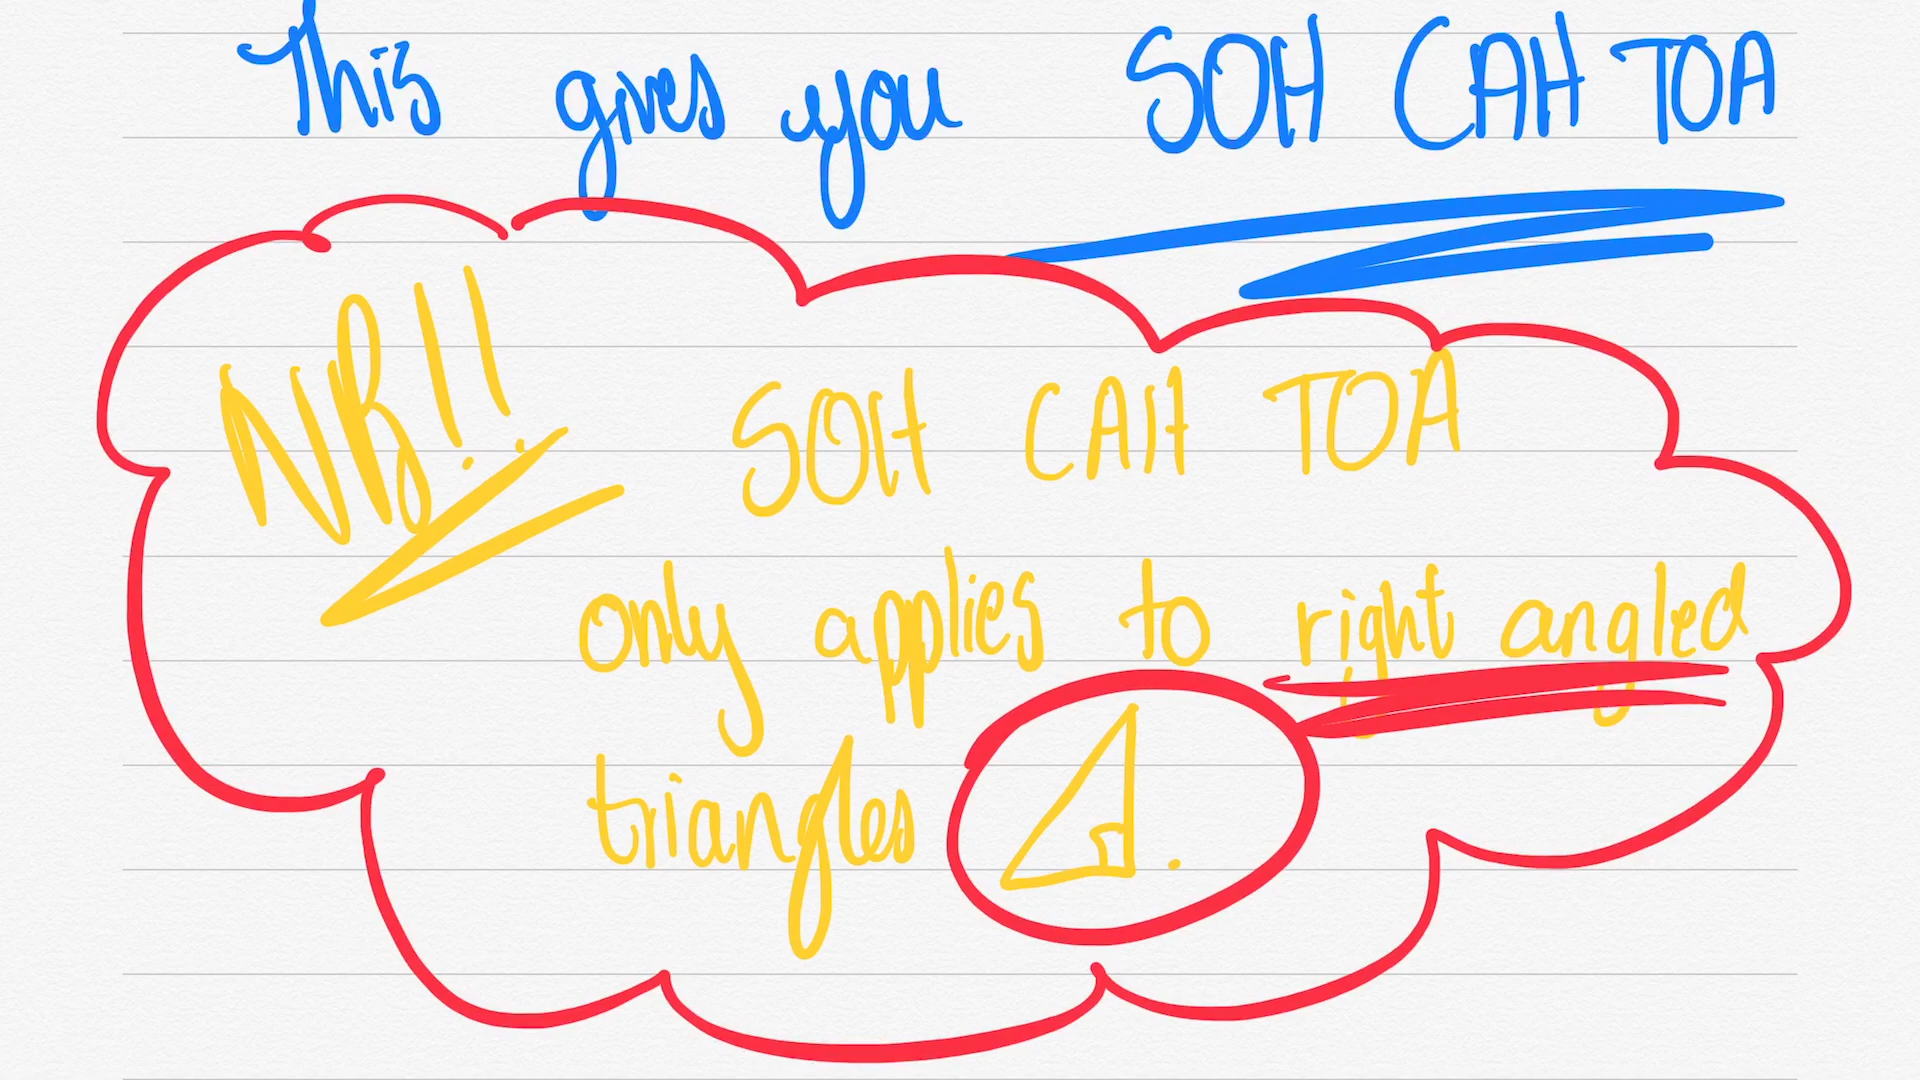 This gives you SOH CAH TOA
NB!! SOH CAH TOA
only applies to right angled
triangles .